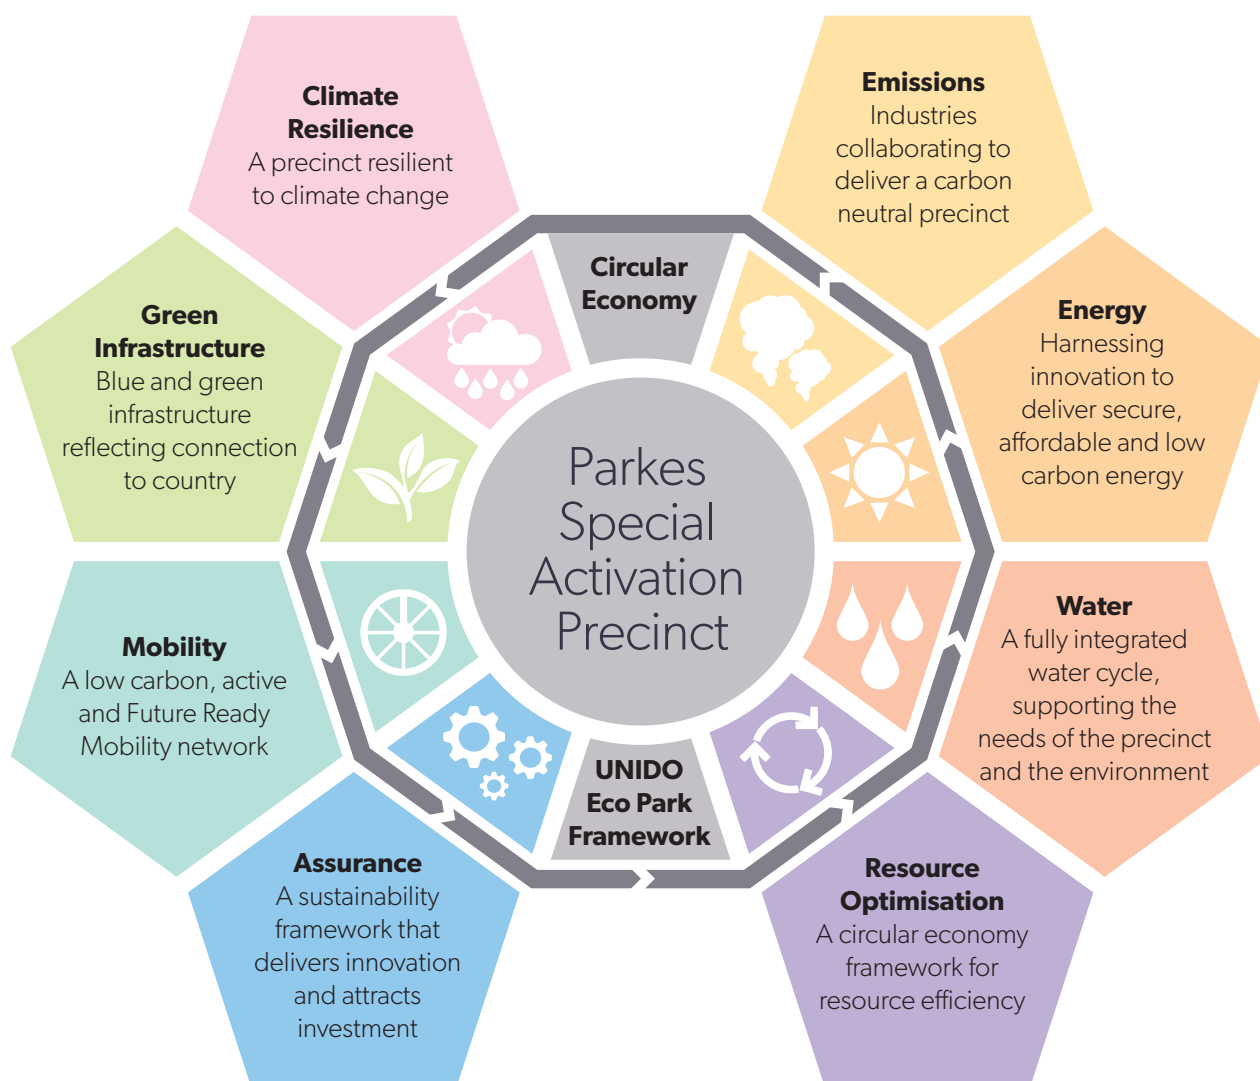 Climate
Resilience
A precinct resilient
to climate change
Emissions
Industries
collaborating to
deliver a carbon
neutral precinct
Green
Infrastructure
Blue and green
infrastructure
reflecting connection
to country
Circular
Economy
Energy
Harnessing
innovation to
deliver secure,
affordable and low
carbon energy
Parkes
Special
Activation
Precinct
Mobility
A low carbon, active
and Future Ready
Mobility network
Water
A fully integrated
water cycle,
supporting the
needs of the precinct
and the environment
UNIDO
Eco Park
Framework
Assurance
A sustainability
framework that
delivers innovation
and attracts
investment
Resource
Optimisation
A circular economy
framework for
resource efficiency